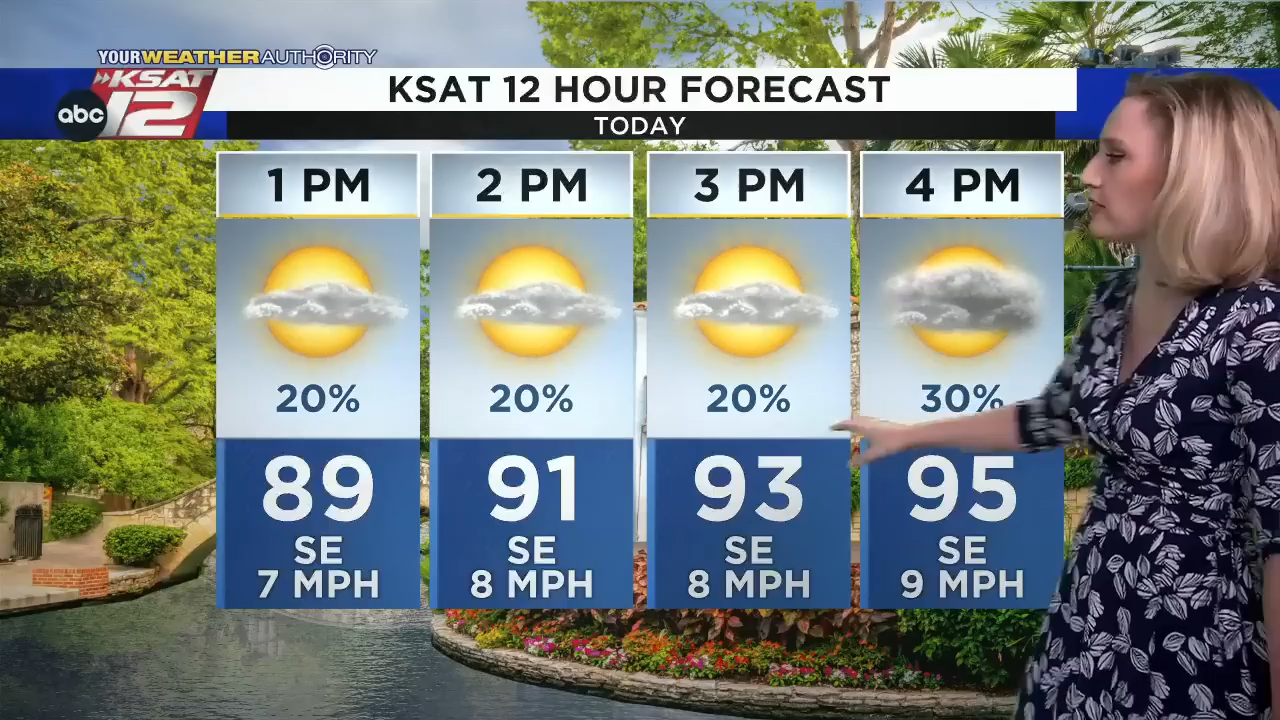 YOUR WEATHER AUTHORITY
KSAT
abc 12
KSAT 12 HOUR FORECAST
TODAY
1 PM 2 PM 3 PM 4 PM
20% 20% 20% 30%
89 91 93 95
SE SE SE SE
7 MPH 8 MPH 8 MPH 9 MPH